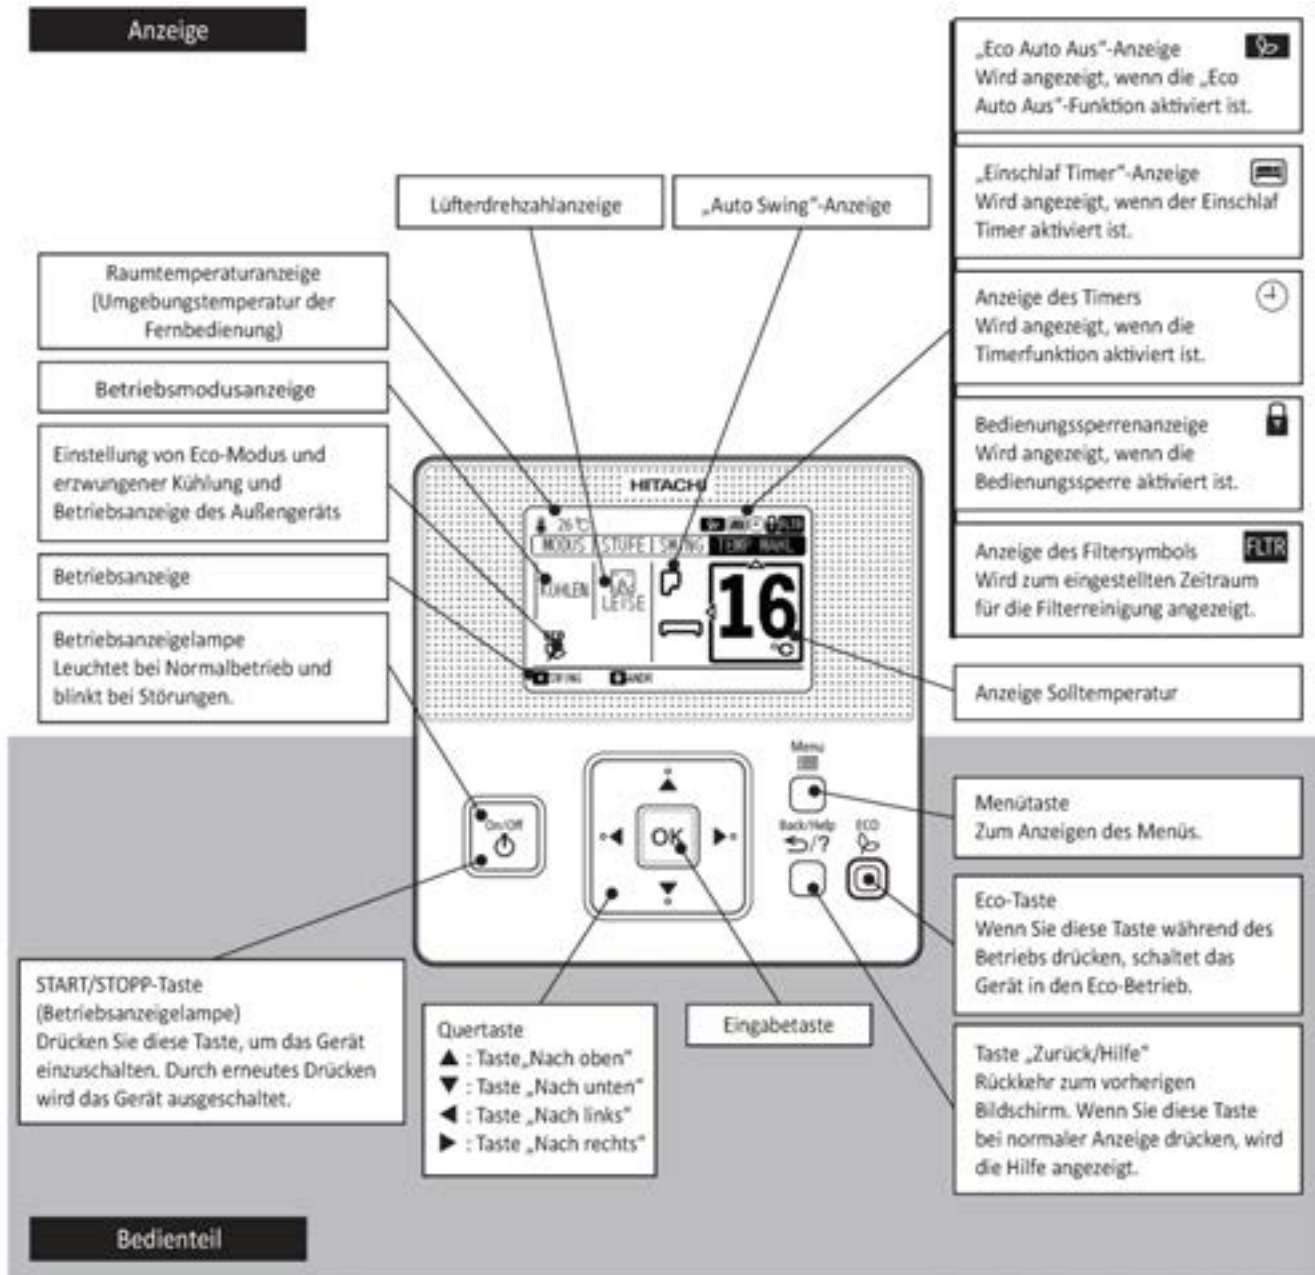 Anzeige
„Eco Auto Aus“-Anzeige
Wird angezeigt, wenn die „Eco
Auto Aus“-Funktion aktiviert ist.
„Einschlaf Timer“-Anzeige
Wird angezeigt, wenn der Einschlaf
Timer aktiviert ist.
Anzeige des Timers
Wird angezeigt, wenn die
Timerfunktion aktiviert ist.
Bedienungssperrenanzeige
Wird angezeigt, wenn die
Bedienungssperre aktiviert ist.
Anzeige des Filtersymbols FLTR
Wird zum eingestellten Zeitraum
für die Filterreinigung angezeigt.
Lüfterdrehzahlanzeige
„Auto Swing“-Anzeige
Raumtemperaturanzeige
(Umgebungstemperatur der
Fernbedienung)
Betriebsmodusanzeige
Einstellung von Eco-Modus und
erzwungener Kühlung und
Betriebsanzeige des Außengeräts
Betriebsanzeige
Betriebsanzeigelampe
Leuchtet bei Normalbetrieb und
blinkt bei Störungen.
HITACHI
26 °C FLTR
MODUS STUFE SWING TEMP WAHL
KÜHLEN
LEISE
16
°C
ECO
Anzeige Solltemperatur
Menu
On/Off
OK
Back/Help ECO
/?
Menütaste
Zum Anzeigen des Menüs.
Eco-Taste
Wenn Sie diese Taste während des
Betriebs drücken, schaltet das
Gerät in den Eco-Betrieb.
START/STOPP-Taste
(Betriebsanzeigelampe)
Drücken Sie diese Taste, um das Gerät
einzuschalten. Durch erneutes Drücken
wird das Gerät ausgeschaltet.
Quertaste
▲ : Taste„Nach oben“
▼ : Taste „Nach unten“
◀ : Taste „Nach links“
▶ : Taste „Nach rechts“
Eingabetaste
Taste „Zurück/Hilfe“
Rückkehr zum vorherigen
Bildschirm. Wenn Sie diese Taste
bei normaler Anzeige drücken, wird
die Hilfe angezeigt.
Bedienteil